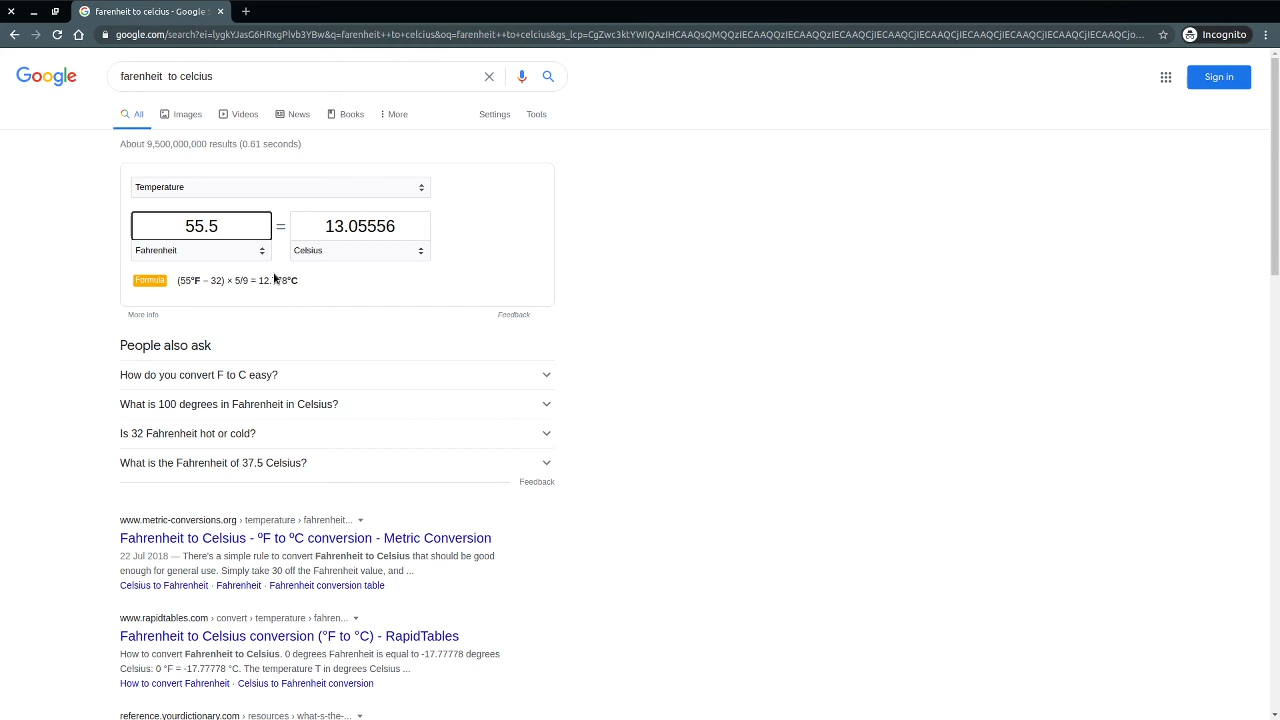 farenheit to celcius - Google S
google.com/search?ei=lygkYJasG6HRxgPlvb3YBw&q=farenheit++to+celcius&oq=farenheit++to+celcius&gs_lcp=CgZwc3ktYWIQAzIHCAAQsQMQQzIECAAQQzIECAAQQzIECAAQQzIECAAQCjIECAAQCjIECAAQCjIECAAQCjIECAAQCjIECAAQCjo...
Incognito
Google
farenheit  to celcius
Sign in
All Images Videos News Books More Settings Tools
About 9,500,000,000 results (0.61 seconds)
Temperature
55.5 = 13.05556
Fahrenheit Celsius
Formula (55°F − 32) × 5/9 = 12. 8°C
More info Feedback
People also ask
How do you convert F to C easy?
What is 100 degrees in Fahrenheit in Celsius?
Is 32 Fahrenheit hot or cold?
What is the Fahrenheit of 37.5 Celsius?
Feedback
www.metric-conversions.org › temperature › fahrenheit...
Fahrenheit to Celsius - ºF to ºC conversion - Metric Conversion
22 Jul 2018 — There's a simple rule to convert Fahrenheit to Celsius that should be good
enough for general use. Simply take 30 off the Fahrenheit value, and ...
Celsius to Fahrenheit · Fahrenheit · Fahrenheit conversion table
www.rapidtables.com › convert › temperature › fahren...
Fahrenheit to Celsius conversion (°F to °C) - RapidTables
How to convert Fahrenheit to Celsius. 0 degrees Fahrenheit is equal to -17.77778 degrees
Celsius: 0 °F = -17.77778 °C. The temperature T in degrees Celsius ...
How to convert Fahrenheit · Celsius to Fahrenheit conversion
reference.yourdictionary.com › resources › what-s-the-...